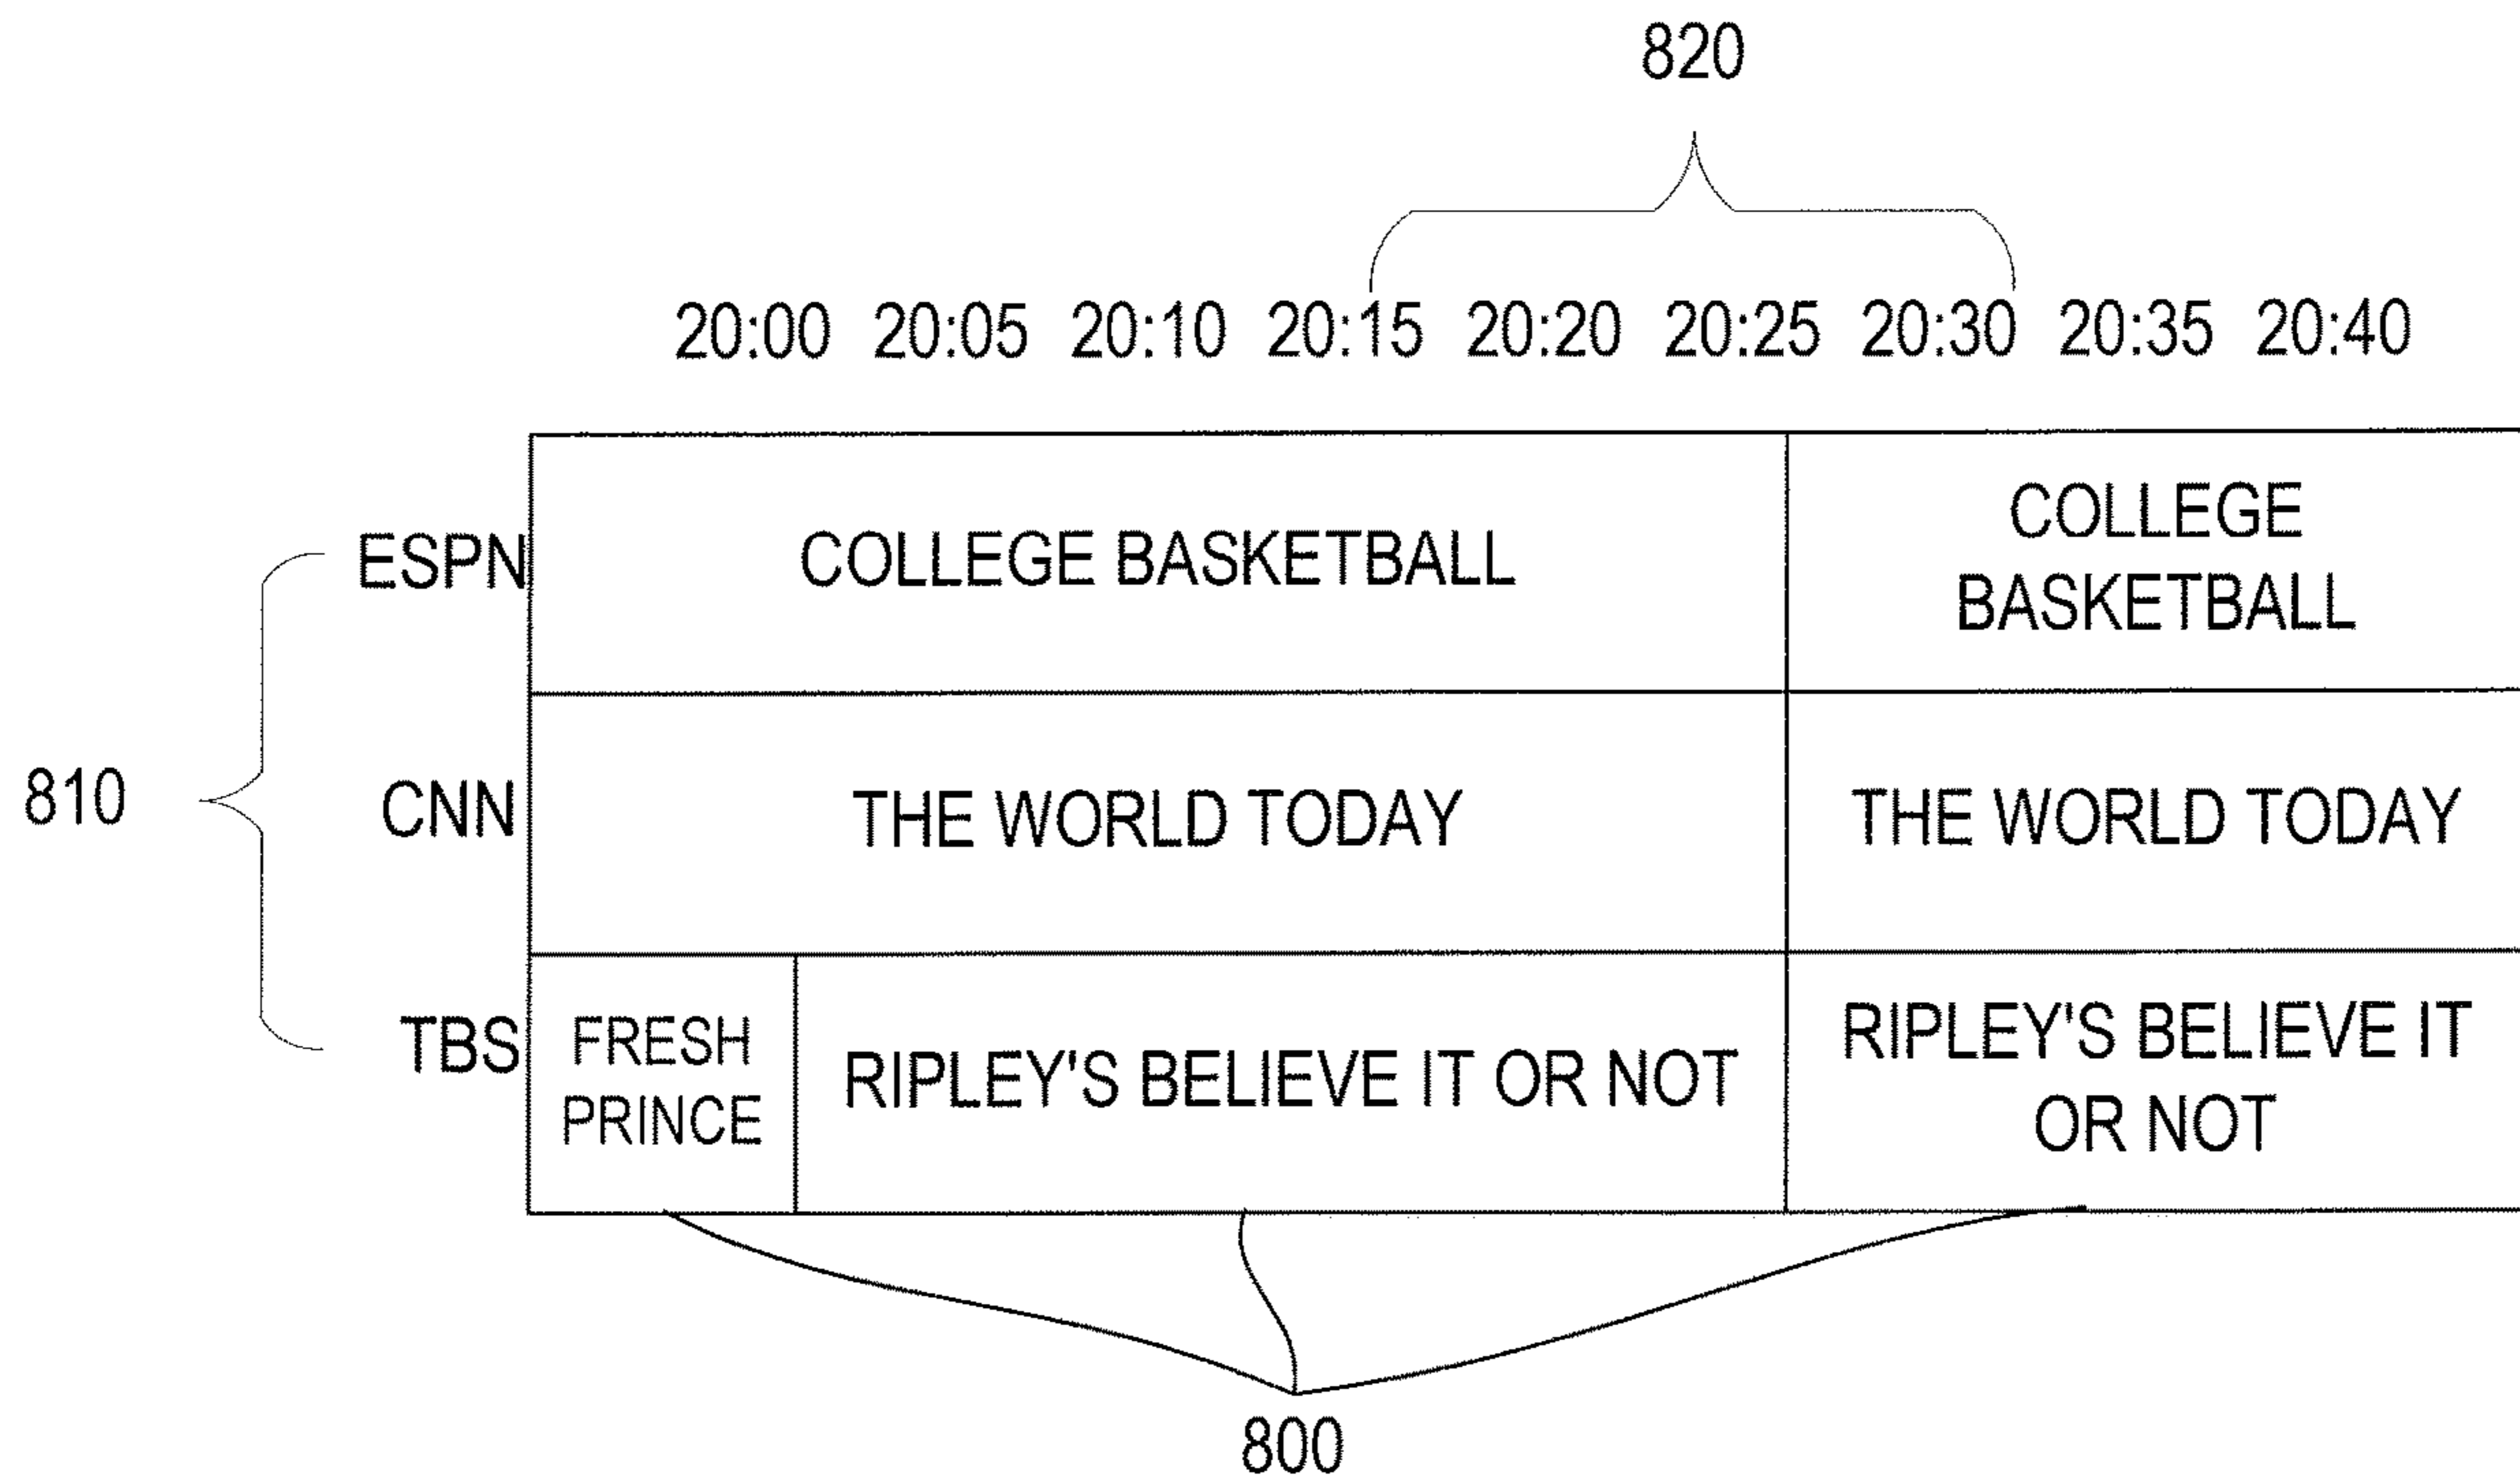 820
20:00 20:05 20:10 20:15 20:20 20:25 20:30 20:35 20:40
ESPN
COLLEGE BASKETBALL
COLLEGE
BASKETBALL
810
CNN
THE WORLD TODAY
THE WORLD TODAY
TBS
FRESH
PRINCE
RIPLEY'S BELIEVE IT OR NOT
RIPLEY'S BELIEVE IT
OR NOT
800